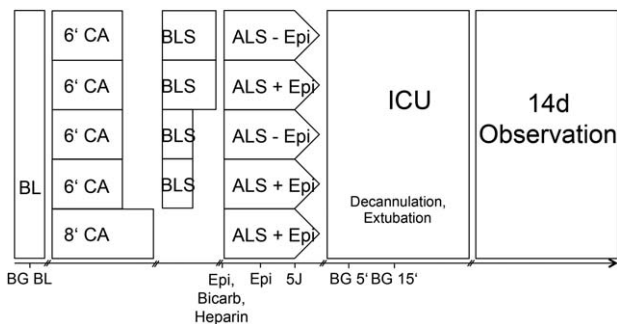 6‘ CA BLS ALS - Epi
6‘ CA BLS ALS + Epi
6‘ CA BLS ALS - Epi
6‘ CA BLS ALS + Epi
8‘ CA ALS + Epi
BL
ICU
Decannulation,
Extubation
14d
Observation
BG BL Epi, Epi 5J BG 5‘ BG 15‘
Bicarb,
Heparin